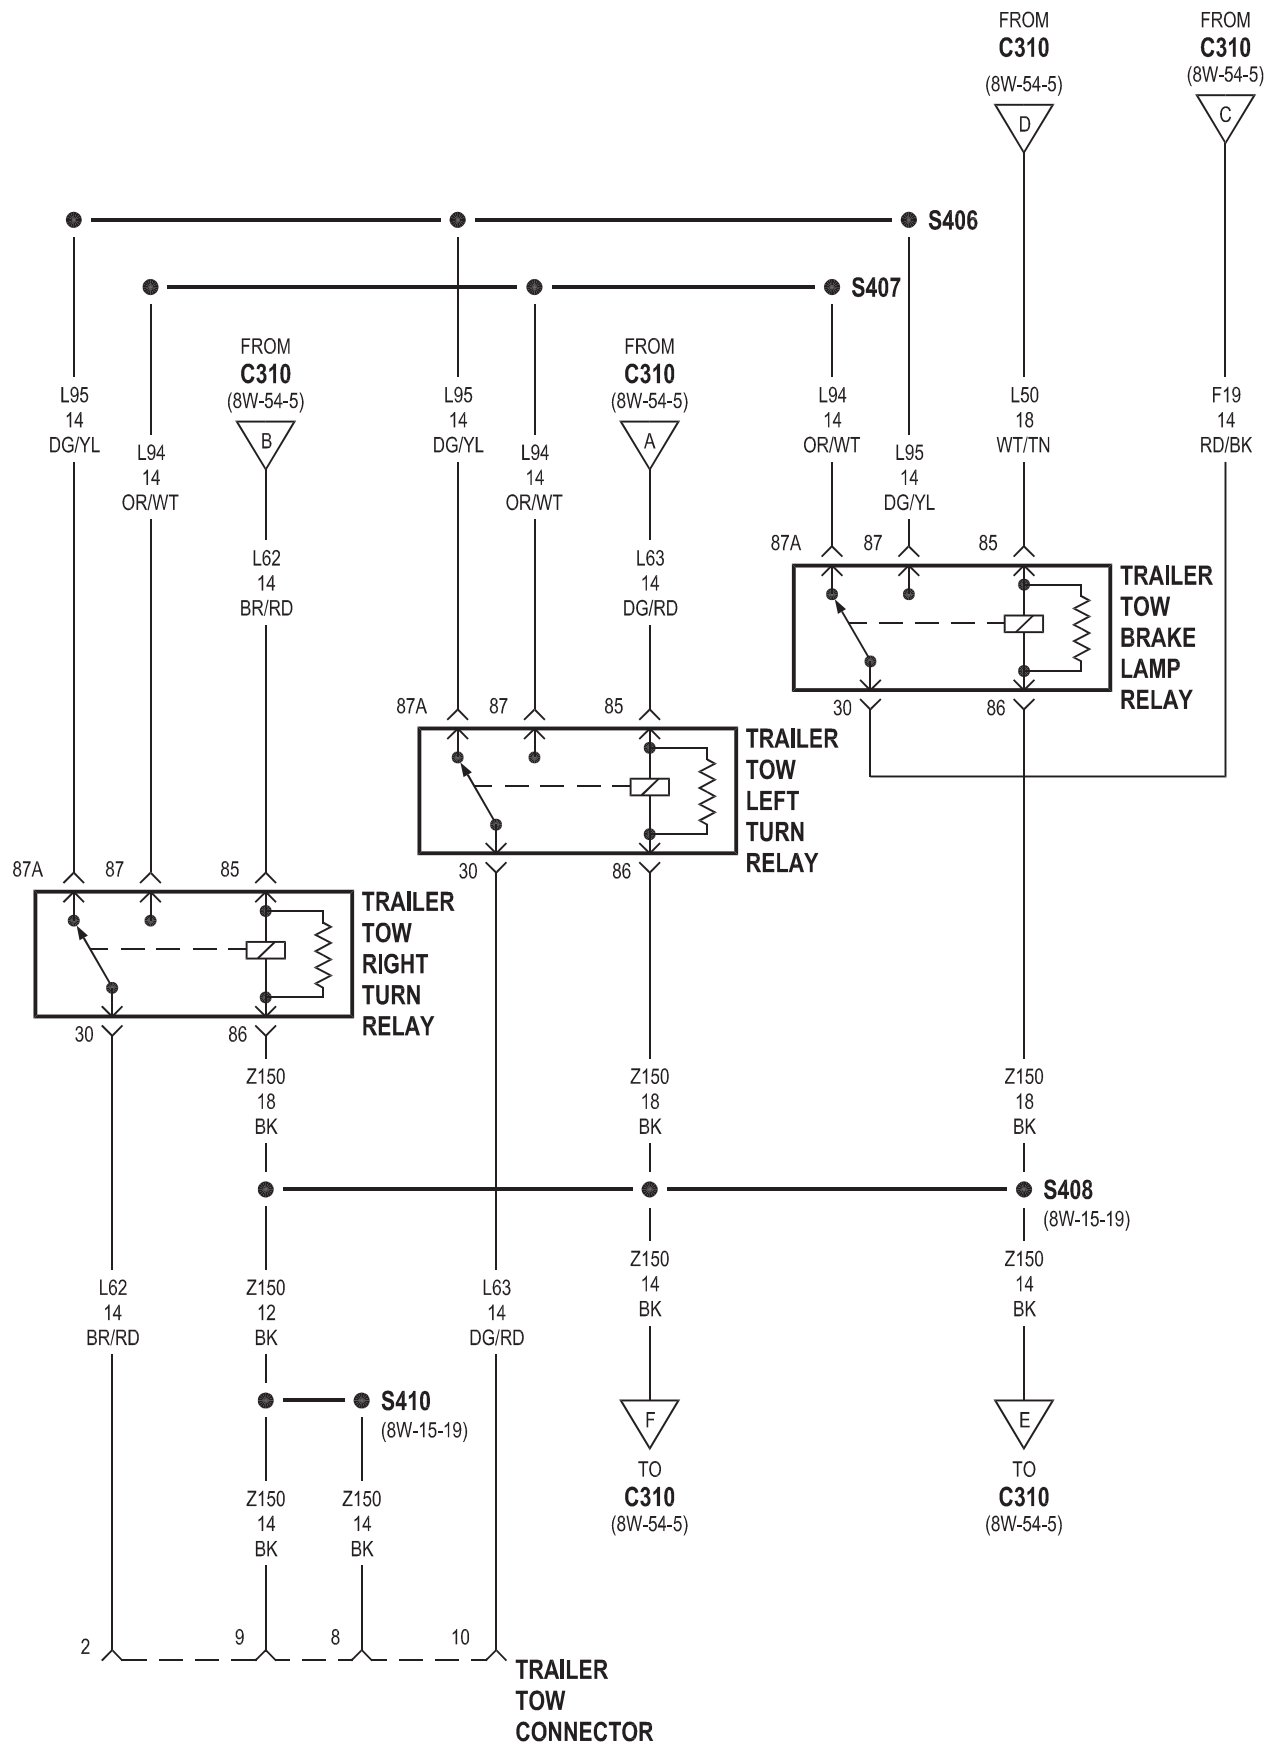 FROM
C310
(8W-54-5)
D
FROM
C310
(8W-54-5)
C
S406
S407
FROM
C310
(8W-54-5)
B
FROM
C310
(8W-54-5)
A
L95
14
DG/YL
L94
14
OR/WT
L95
14
DG/YL
L94
14
OR/WT
L94
14
OR/WT
L95
14
DG/YL
L50
18
WT/TN
F19
14
RD/BK
L62
14
BR/RD
L63
14
DG/RD
87A
87
85
TRAILER
TOW
BRAKE
LAMP
RELAY
30
86
87A
87
85
TRAILER
TOW
LEFT
TURN
RELAY
30
86
87A
87
85
TRAILER
TOW
RIGHT
TURN
RELAY
30
86
Z150
18
BK
Z150
18
BK
Z150
18
BK
S408
(8W-15-19)
L62
14
BR/RD
Z150
12
BK
L63
14
DG/RD
Z150
14
BK
Z150
14
BK
S410
(8W-15-19)
F
TO
C310
(8W-54-5)
E
TO
C310
(8W-54-5)
Z150
14
BK
Z150
14
BK
2
9
8
10
TRAILER
TOW
CONNECTOR